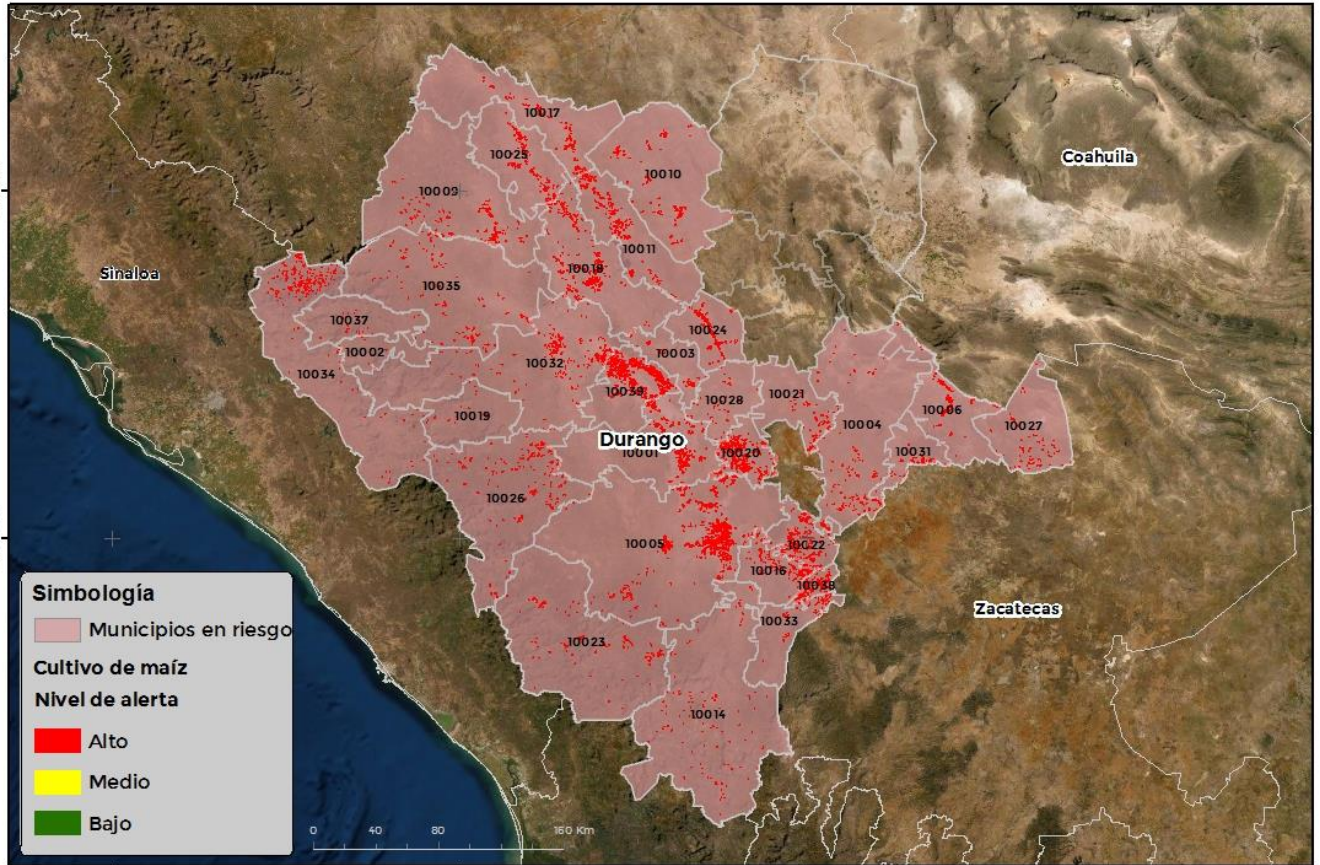 10017
Coahuila
10025
10010
10009
10011
Sinaloa
10018
10035
10037
10024
10002
10003
10034
10032
10039
10028
10021
10019
10006
10004
10027
Durango
10001
10020
10031
10026
10005
10022
10016
10038
Zacatecas
10033
10023
10014
Simbología
Municipios en riesgo
Cultivo de maíz
Nivel de alerta
Alto
Medio
Bajo
0 40 80 160 Km